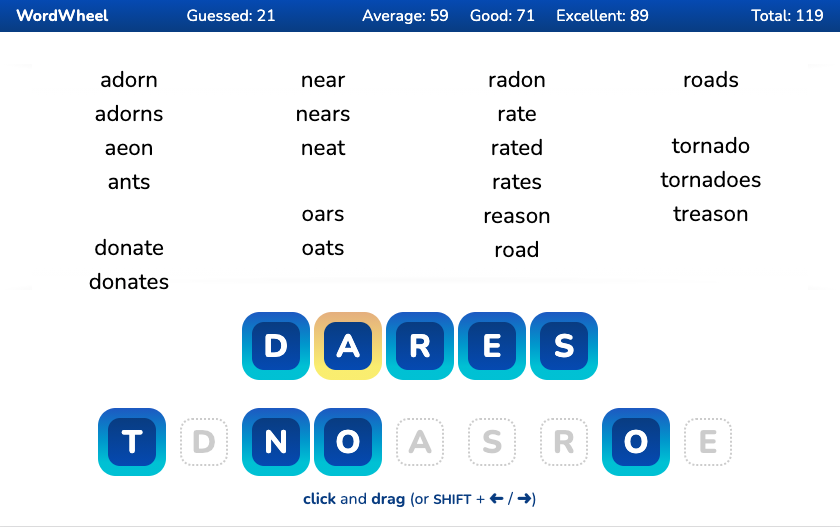 WordWheel Guessed: 21 Average: 59 Good: 71 Excellent: 89 Total: 119
adorn near radon roads
adorns nears rate
aeon neat rated tornado
ants rates tornadoes
oars reason treason
donate oats road
donates
D A R E S
T D N O A S R O E
click and drag (or SHIFT + ← / →)